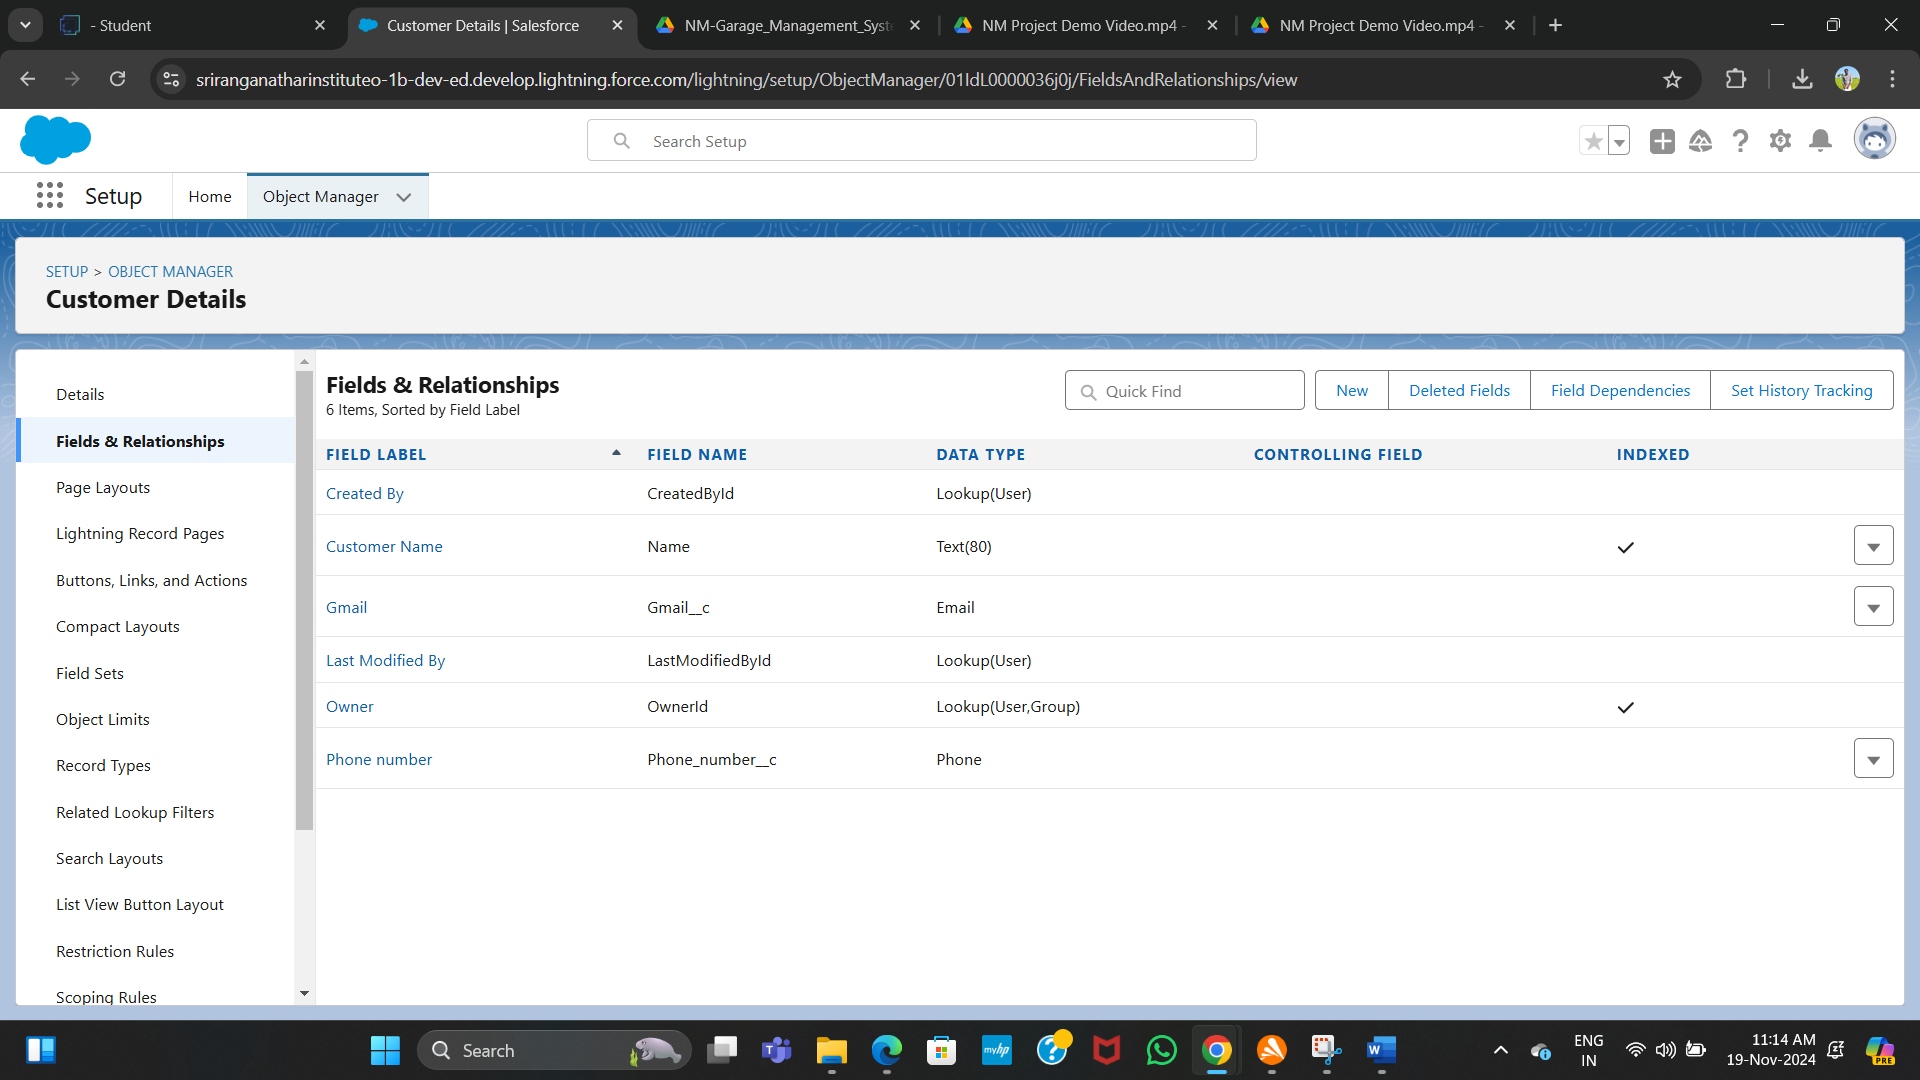 - Student
Customer Details | Salesforce
NM-Garage_Management_Syste
NM Project Demo Video.mp4 -
NM Project Demo Video.mp4 -
sriranganatharinstituteo-1b-dev-ed.develop.lightning.force.com/lightning/setup/ObjectManager/01IdL0000036j0j/FieldsAndRelationships/view
Search Setup
Setup
Home
Object Manager
SETUP > OBJECT MANAGER
Customer Details
Details
Fields & Relationships
Page Layouts
Lightning Record Pages
Buttons, Links, and Actions
Compact Layouts
Field Sets
Object Limits
Record Types
Related Lookup Filters
Search Layouts
List View Button Layout
Restriction Rules
Scoping Rules
Fields & Relationships
6 Items, Sorted by Field Label
Quick Find
New
Deleted Fields
Field Dependencies
Set History Tracking
FIELD LABEL FIELD NAME DATA TYPE CONTROLLING FIELD INDEXED
Created By CreatedById Lookup(User)
Customer Name Name Text(80)
Gmail Gmail__c Email
Last Modified By LastModifiedById Lookup(User)
Owner OwnerId Lookup(User,Group)
Phone number Phone_number__c Phone
Search
myhp
ENG
IN
11:14 AM
19-Nov-2024
PRE